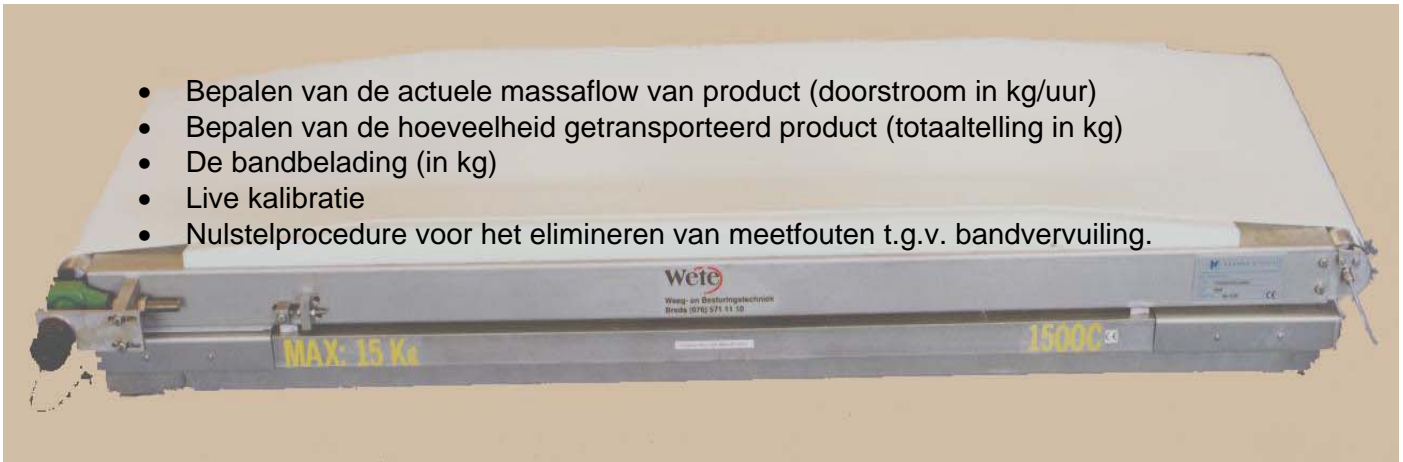 • Bepalen van de actuele massaflow van product (doorstroom in kg/uur)
• Bepalen van de hoeveelheid getransporteerd product (totaaltelling in kg)
• De bandbelading (in kg)
• Live kalibratie
• Nulstelprocedure voor het elimineren van meetfouten t.g.v. bandvervuiling.
Wete
Weeg- en Besturingstechniek
Breda (076) 571 11 10
MAX: 15 Kg
1500C
CE